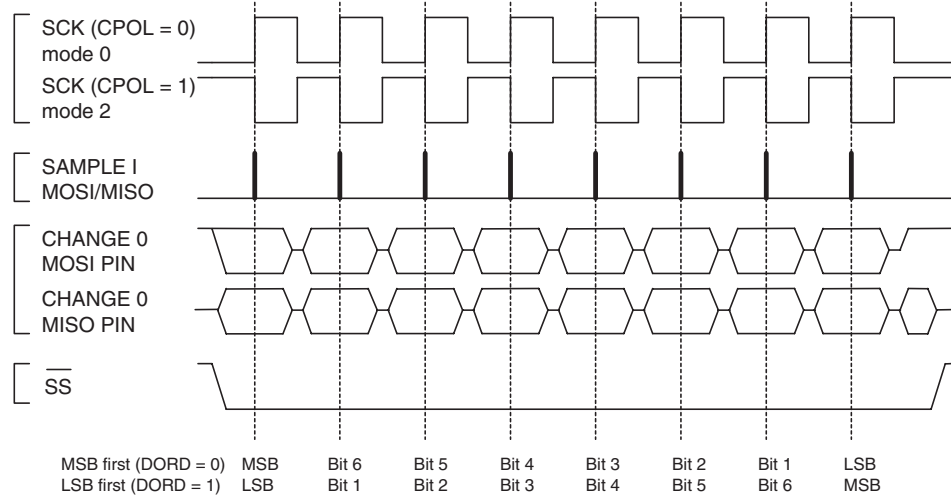 SCK (CPOL = 0)
mode 0
SCK (CPOL = 1)
mode 2
SAMPLE I
MOSI/MISO
CHANGE 0
MOSI PIN
CHANGE 0
MISO PIN
SS
MSB first (DORD = 0) MSB Bit 6 Bit 5 Bit 4 Bit 3 Bit 2 Bit 1 LSB
LSB first (DORD = 1) LSB Bit 1 Bit 2 Bit 3 Bit 4 Bit 5 Bit 6 MSB